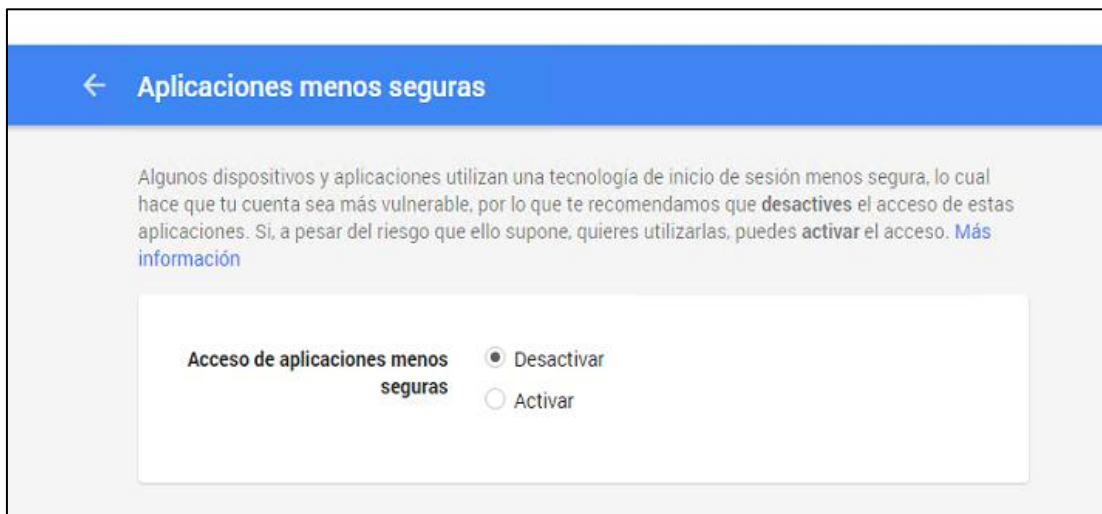 Aplicaciones menos seguras
Algunos dispositivos y aplicaciones utilizan una tecnología de inicio de sesión menos segura, lo cual
hace que tu cuenta sea más vulnerable, por lo que te recomendamos que desactives el acceso de estas
aplicaciones. Si, a pesar del riesgo que ello supone, quieres utilizarlas, puedes activar el acceso. Más
información
Acceso de aplicaciones menos
seguras
Desactivar
Activar